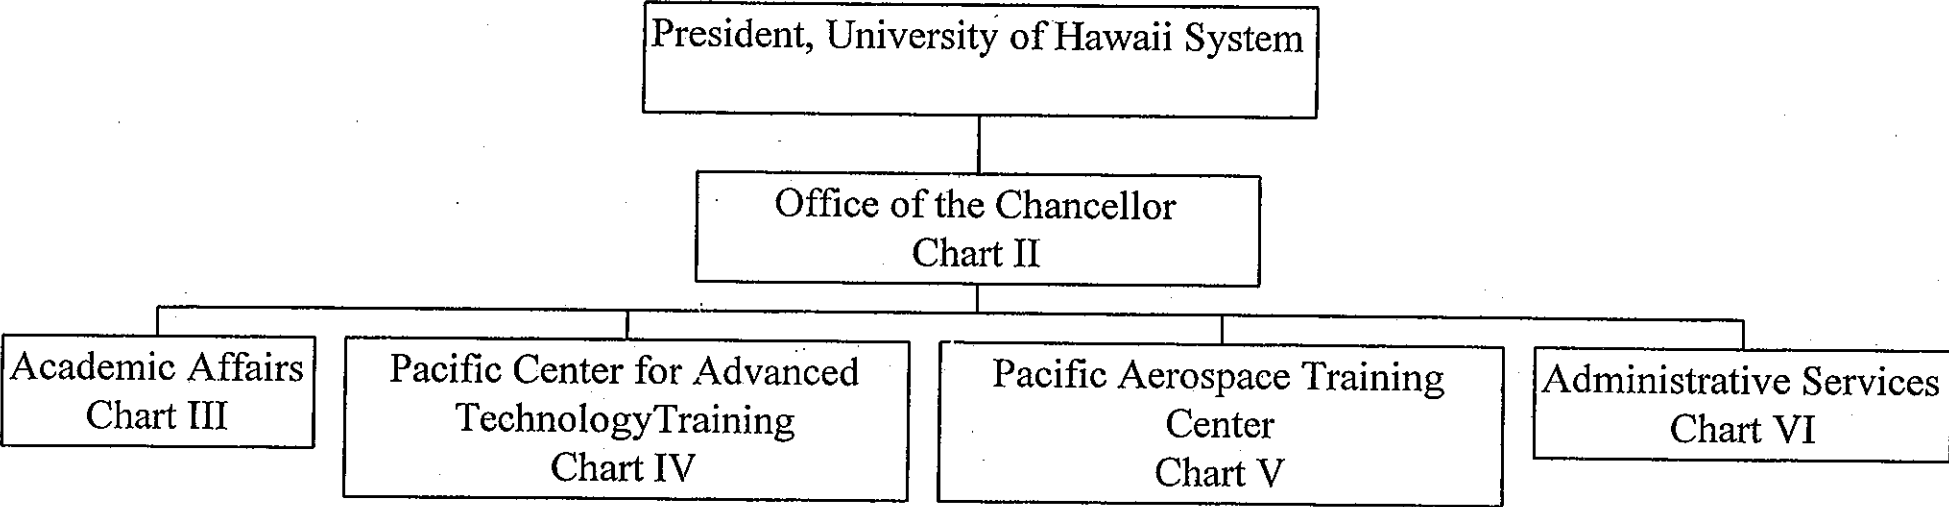 President, University of Hawaii System
Office of the Chancellor
Chart II
Academic Affairs
Chart III
Pacific Center for Advanced
TechnologyTraining
Chart IV
Pacific Aerospace Training
Center
Chart V
Administrative Services
Chart VI